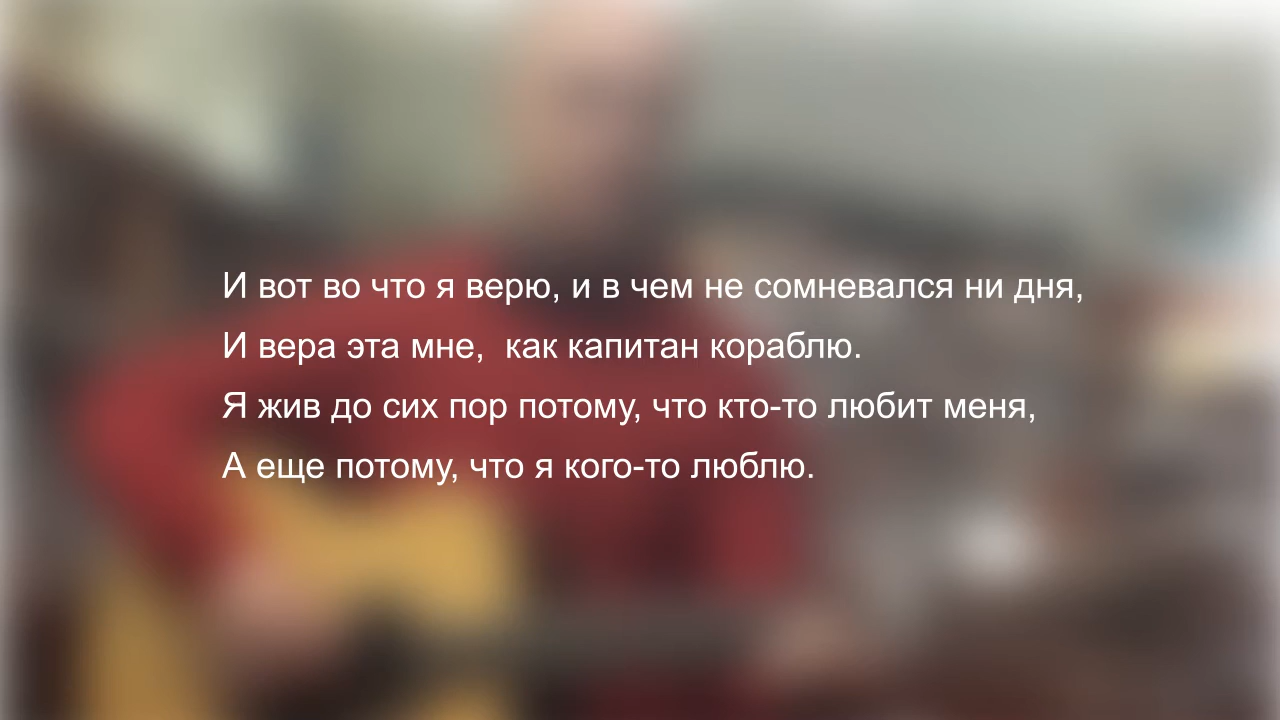 И вот во что я верю, и в чем не сомневался ни дня,
И вера эта мне,  как капитан кораблю.
Я жив до сих пор потому, что кто-то любит меня,
А еще потому, что я кого-то люблю.